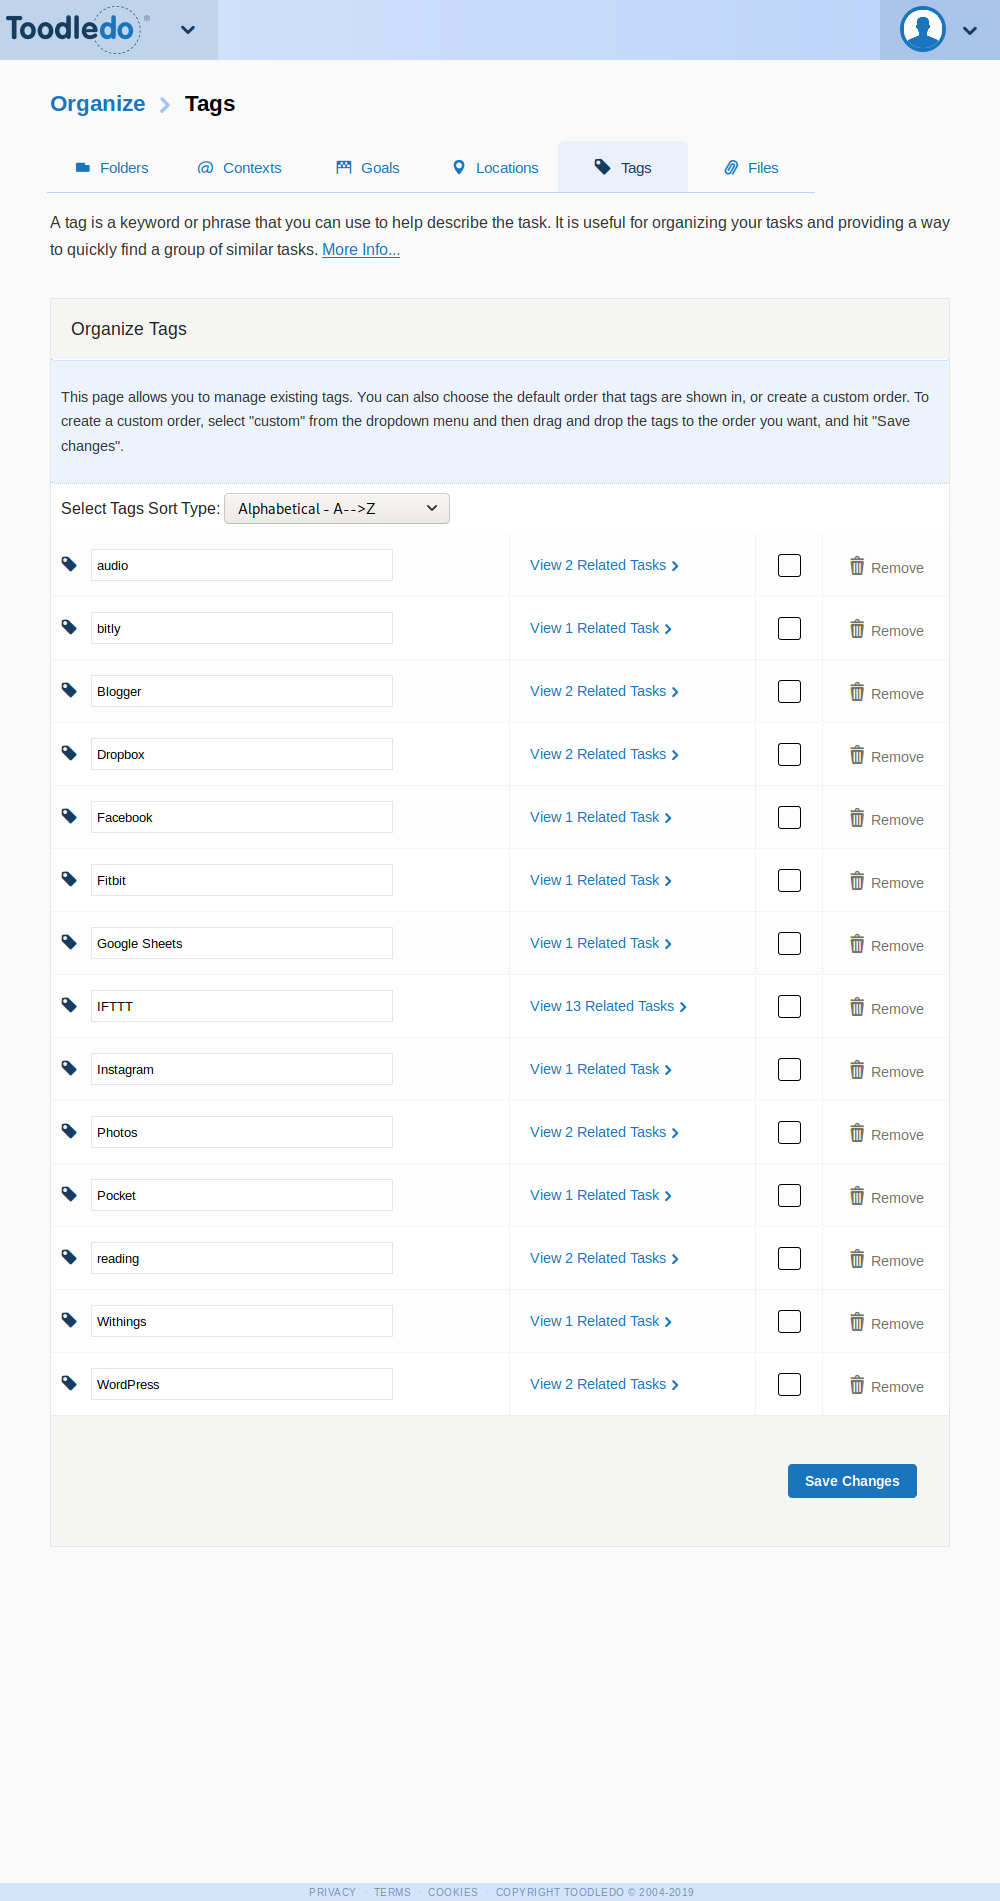 Toodledo®
Organize Tags
Folders Contexts Goals Locations Tags Files
A tag is a keyword or phrase that you can use to help describe the task. It is useful for organizing your tasks and providing a way
to quickly find a group of similar tasks. More Info...
Organize Tags
This page allows you to manage existing tags. You can also choose the default order that tags are shown in, or create a custom order. To
create a custom order, select "custom" from the dropdown menu and then drag and drop the tags to the order you want, and hit "Save
changes".
Select Tags Sort Type: Alphabetical - A-->Z
audio View 2 Related Tasks Remove
bitly View 1 Related Task Remove
Blogger View 2 Related Tasks Remove
Dropbox View 2 Related Tasks Remove
Facebook View 1 Related Task Remove
Fitbit View 1 Related Task Remove
Google Sheets View 1 Related Task Remove
IFTTT View 13 Related Tasks Remove
Instagram View 1 Related Task Remove
Photos View 2 Related Tasks Remove
Pocket View 1 Related Task Remove
reading View 2 Related Tasks Remove
Withings View 1 Related Task Remove
WordPress View 2 Related Tasks Remove
Save Changes
PRIVACY · TERMS · COOKIES · COPYRIGHT TOODLEDO © 2004-2019